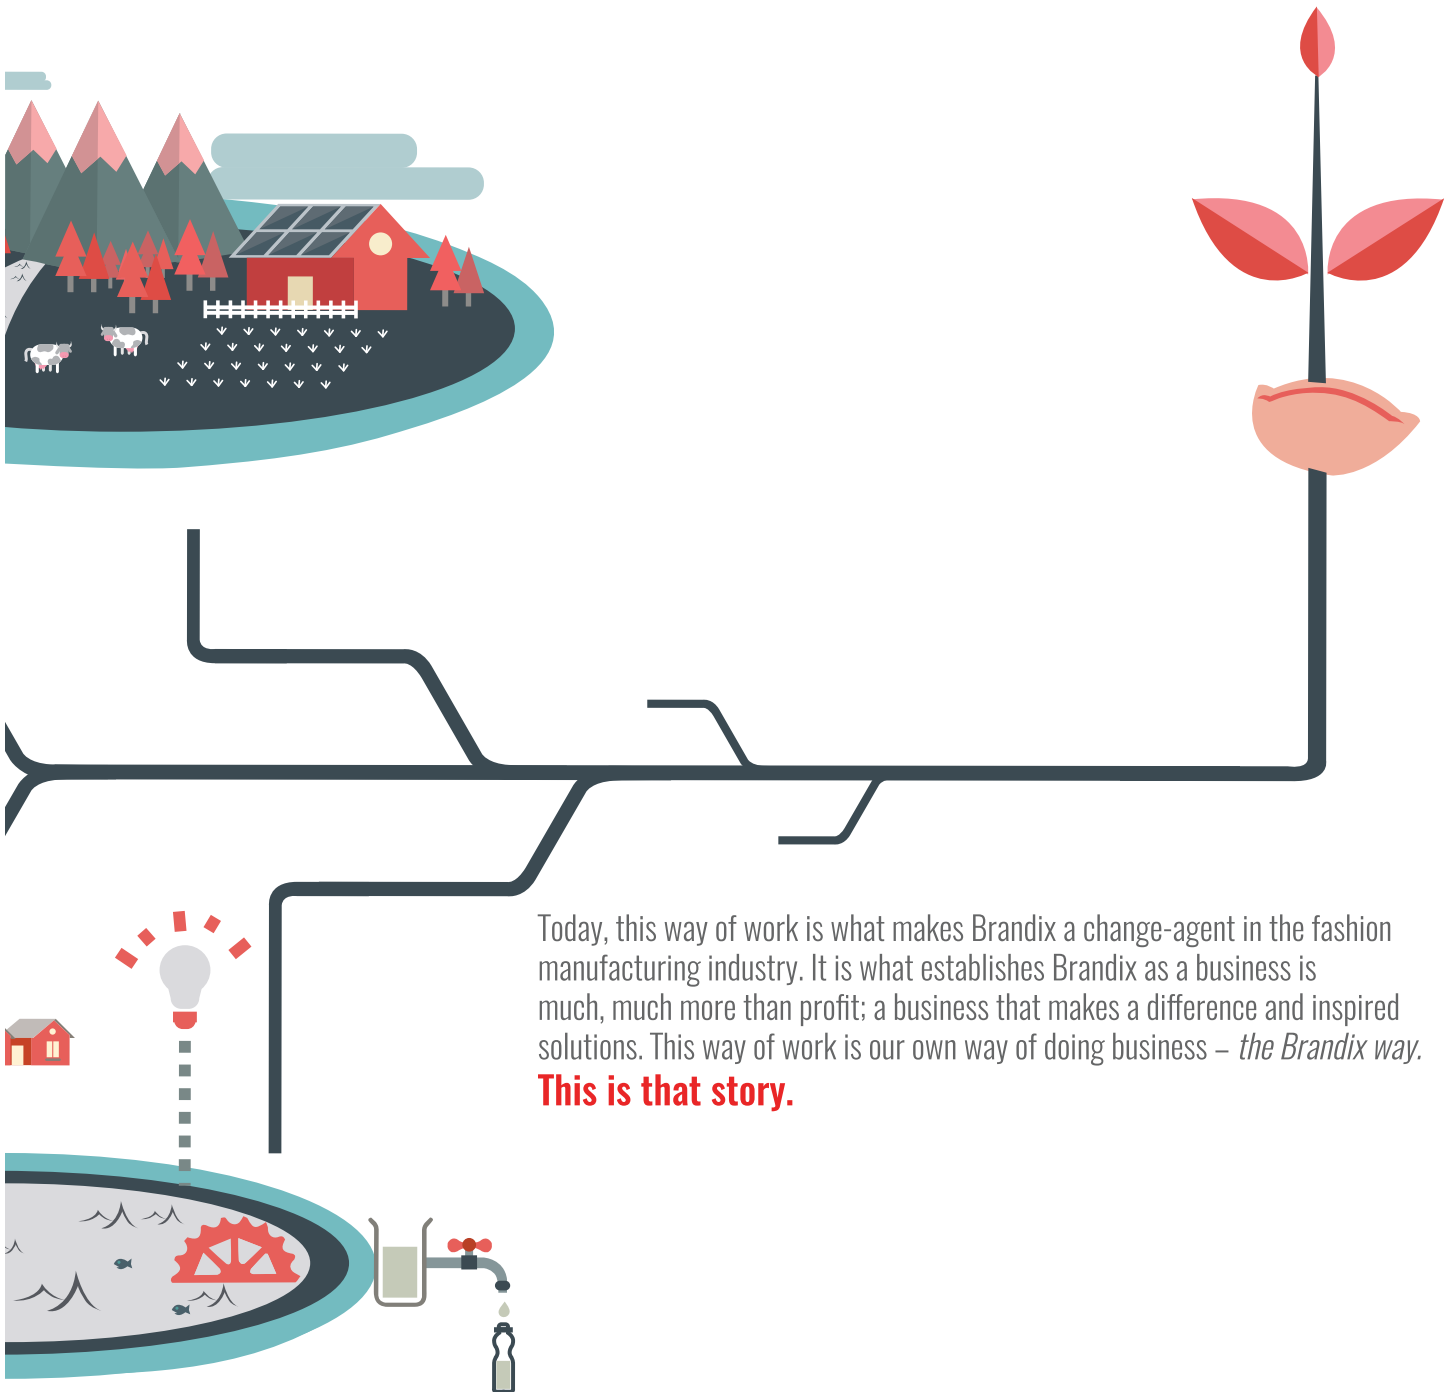 Today, this way of work is what makes Brandix a change-agent in the fashion
manufacturing industry. It is what establishes Brandix as a business is
much, much more than profit; a business that makes a difference and inspired
solutions. This way of work is our own way of doing business – the Brandix way.
This is that story.